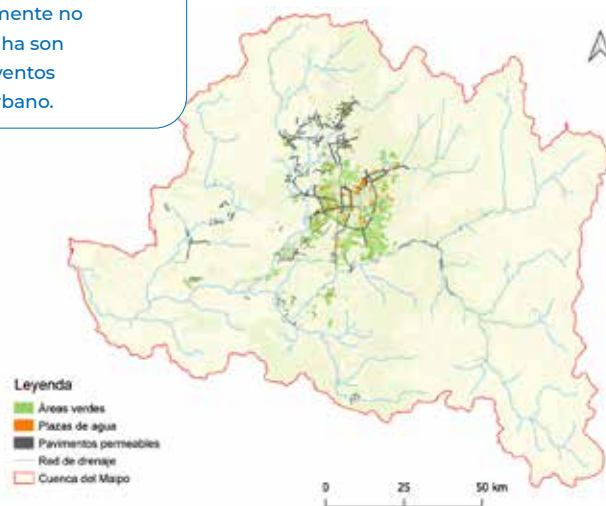 mente no
ha son
ventos
rbano.
Leyenda
Áreas verdes
Plazas de agua
Pavimentos permeables
Red de drenaje
Cuenca del Maipo
0 25 50 km